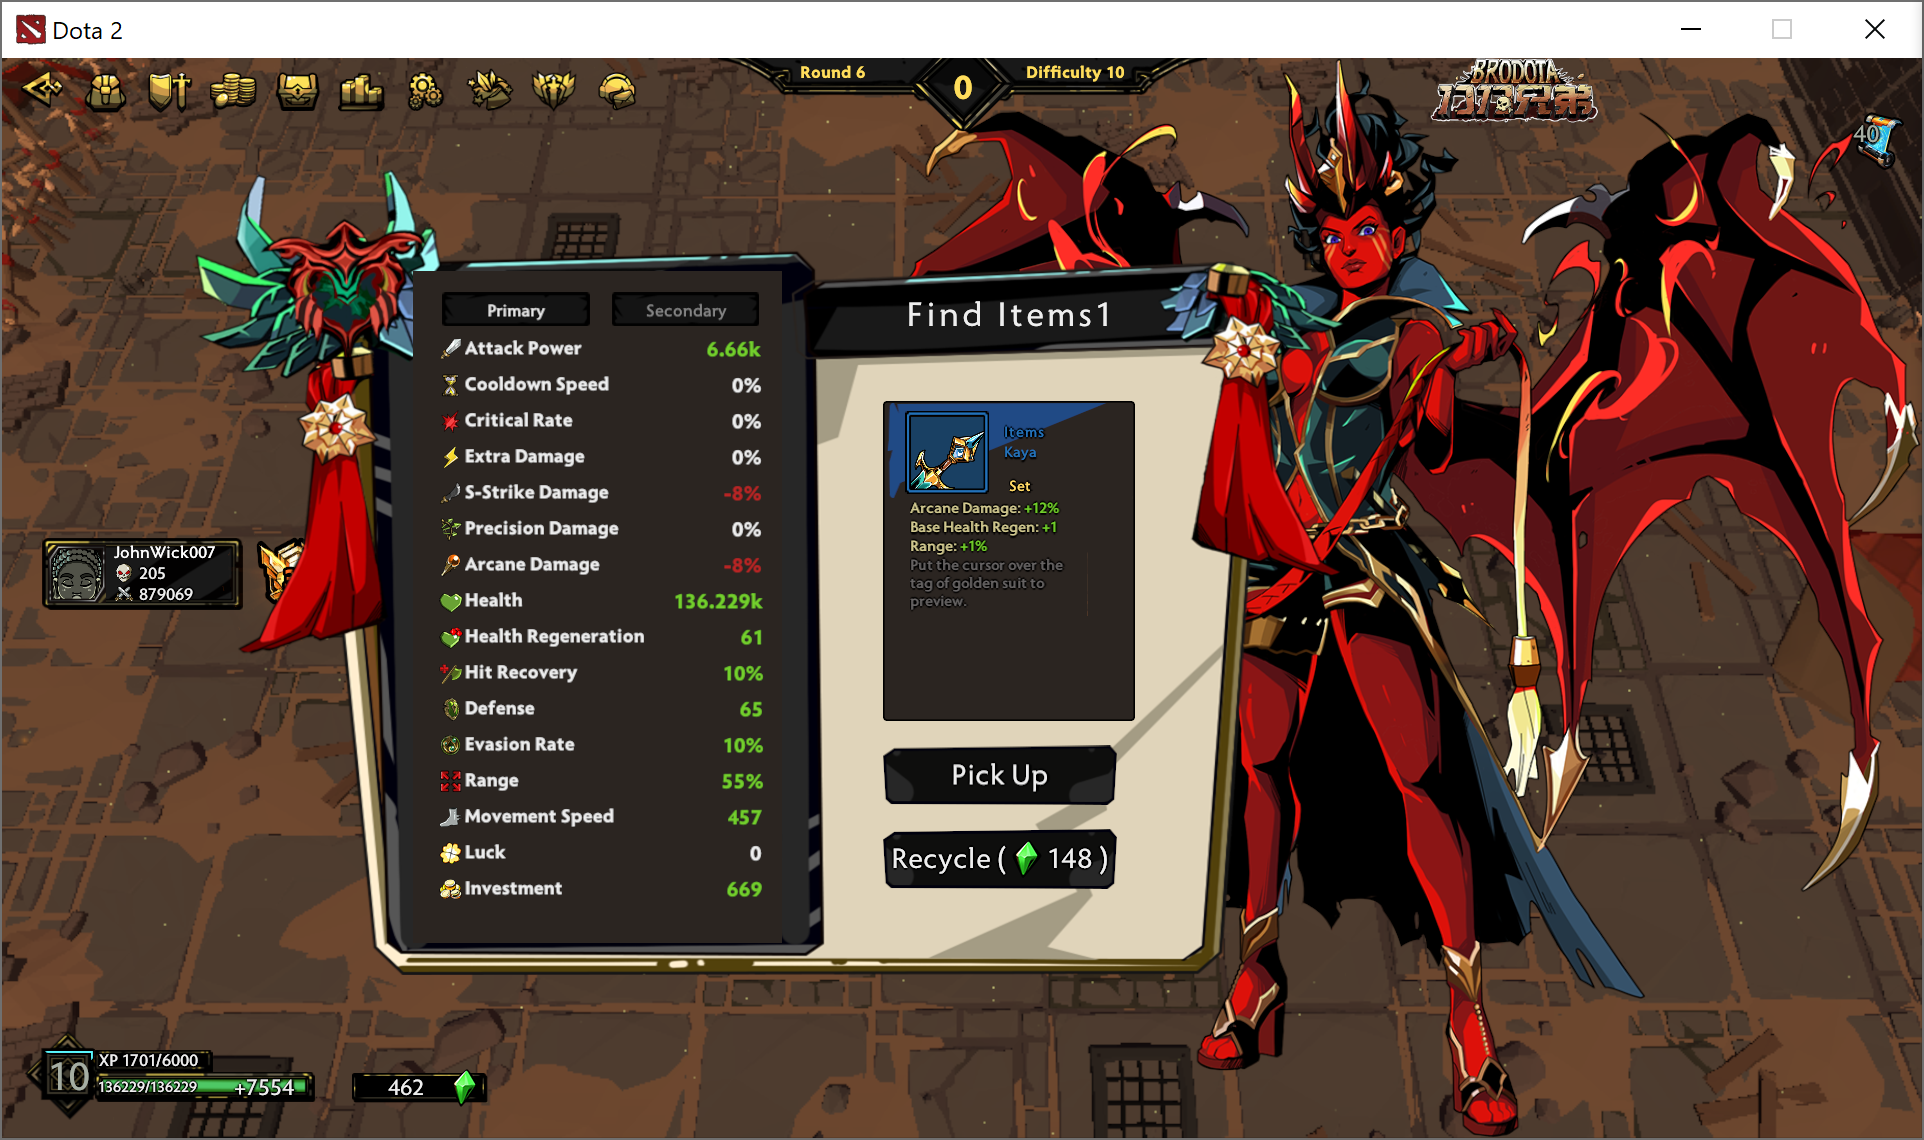 Dota 2
Round 6
0
Difficulty 10
BRODOTA
40
Primary
Secondary
Attack Power 6.66k
Cooldown Speed 0%
Critical Rate 0%
Extra Damage 0%
S-Strike Damage -8%
Precision Damage 0%
Arcane Damage -8%
Health 136.229k
Health Regeneration 61
Hit Recovery 10%
Defense 65
Evasion Rate 10%
Range 55%
Movement Speed 457
Luck 0
Investment 669
Find Items1
Items
Kaya
Set
Arcane Damage: +12%
Base Health Regen: +1
Range: +1%
Put the cursor over the
tag of golden suit to
preview.
Pick Up
Recycle ( 148 )
JohnWick007
205
879069
10
XP 1701/6000
136229/136229 +7554
462